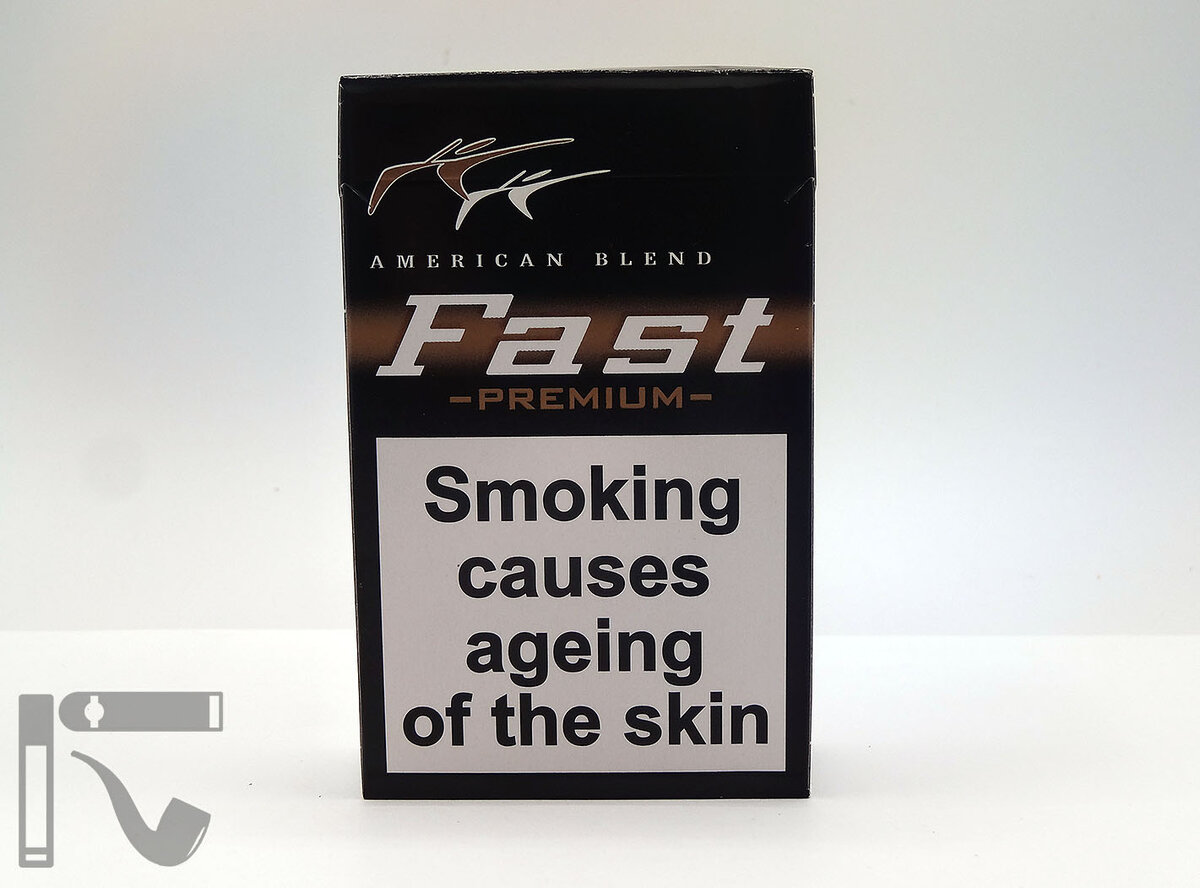 AMERICAN BLEND
Fast
-PREMIUM-
Smoking
causes
ageing
of the skin